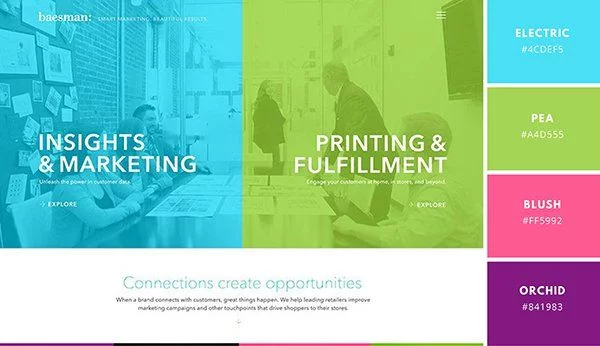 baesman: SMART MARKETING. BEAUTIFUL RESULTS.
INSIGHTS
& MARKETING
Unleash the power in customer data.
EXPLORE
PRINTING &
FULFILLMENT
Engage your customers at home, in stores, and beyond.
EXPLORE
Connections create opportunities
When a brand connects with customers, great things happen. We help leading retailers improve
marketing campaigns and other touchpoints that drive shoppers to their stores.
ELECTRIC
#4CDEF5
PEA
#A4D555
BLUSH
#FF5992
ORCHID
#841983